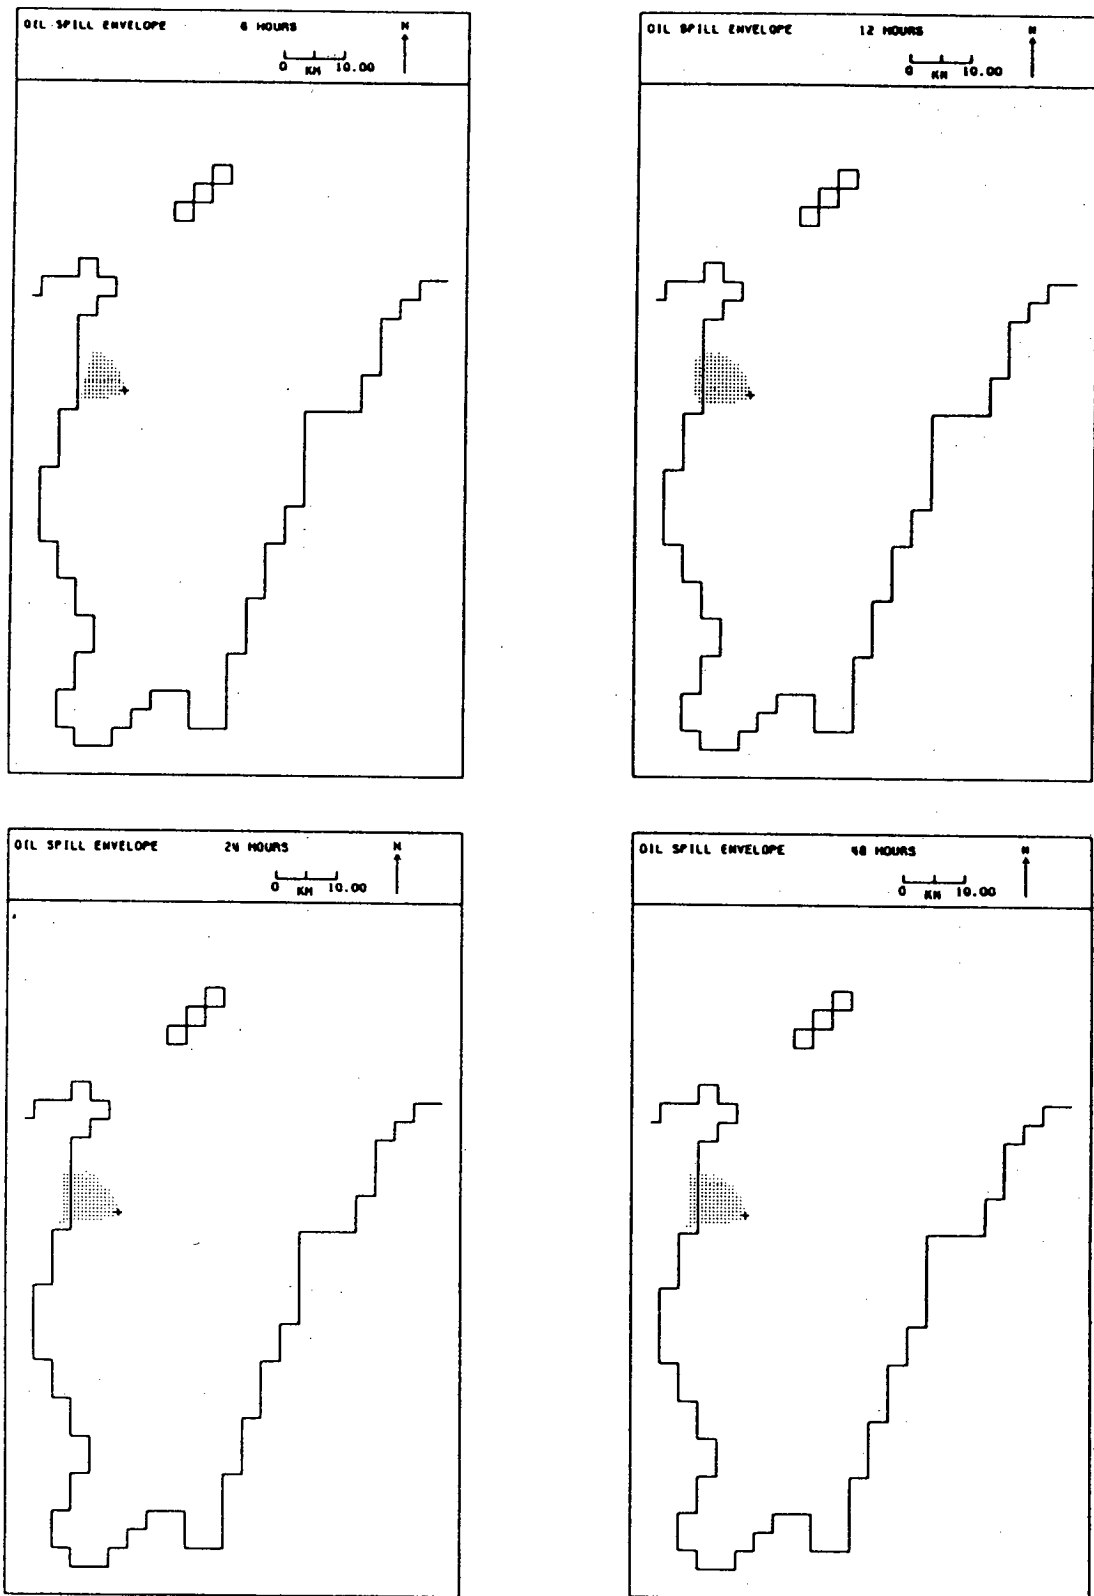 OIL SPILL ENVELOPE 6 HOURS N
0 KM 10.00
OIL SPILL ENVELOPE 12 HOURS N
0 KM 10.00
OIL SPILL ENVELOPE 24 HOURS N
0 KM 10.00
OIL SPILL ENVELOPE 48 HOURS N
0 KM 10.00